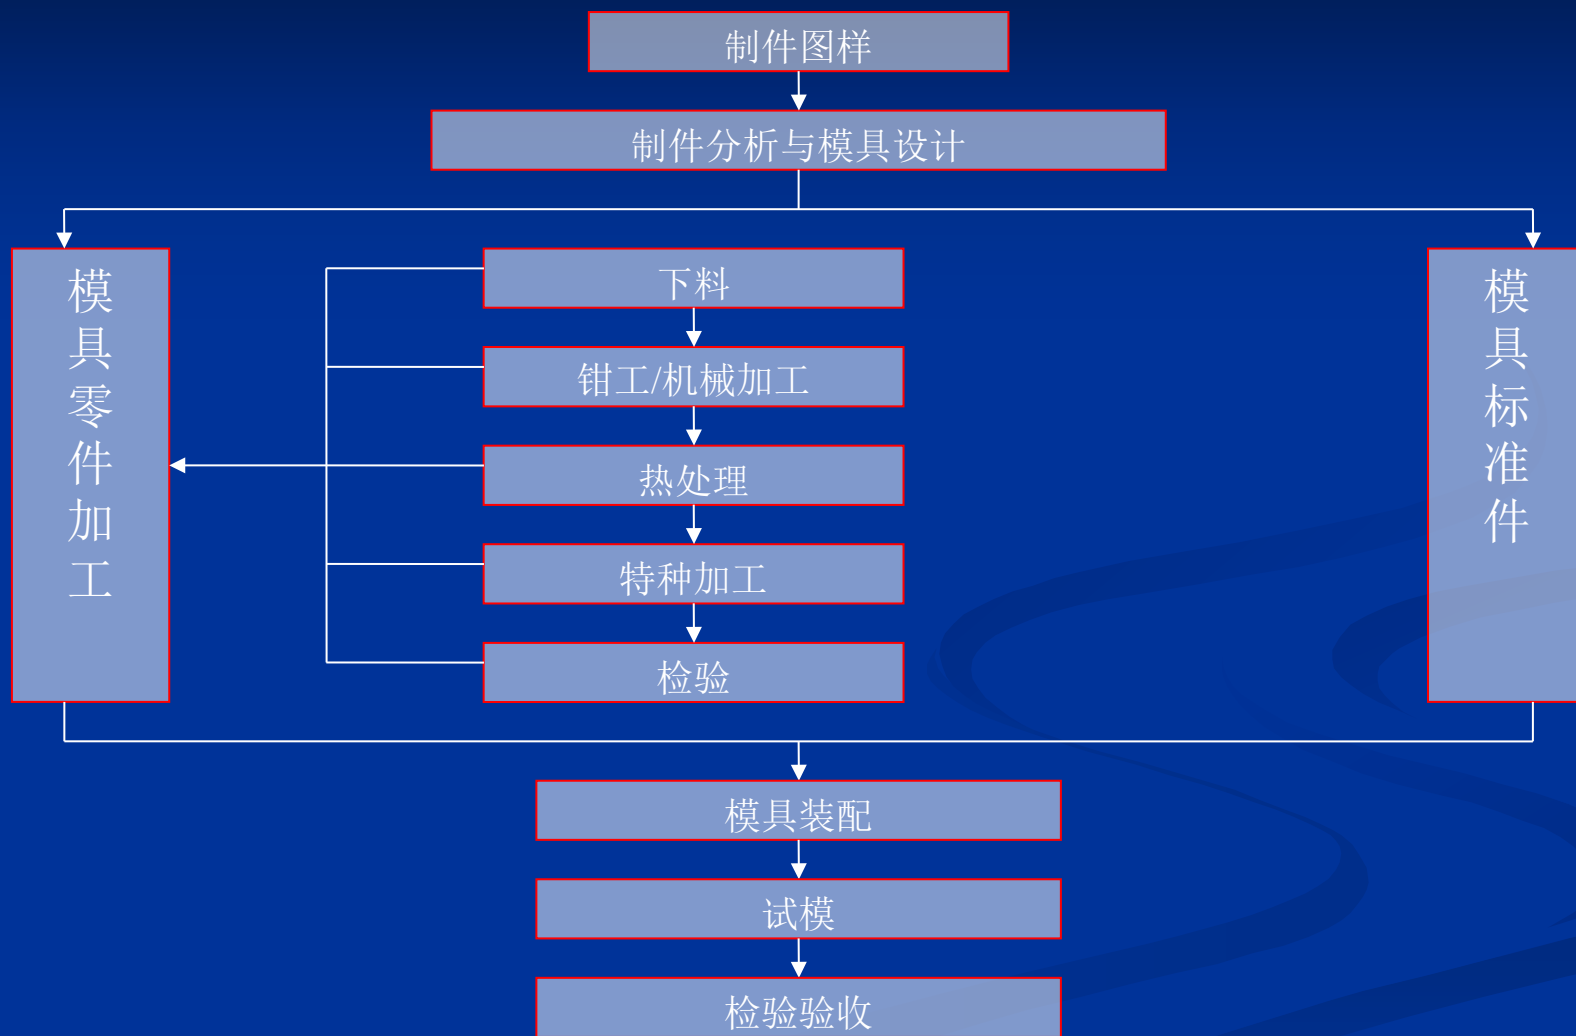 制件图样
制件分析与模具设计
模具零件加工
下料
钳工/机械加工
热处理
特种加工
检验
模具标准件
模具装配
试模
检验验收